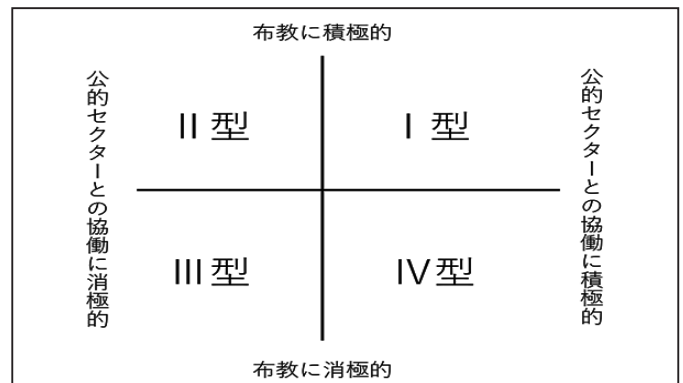 布教に積極的
公的セクターとの協働に消極的
II 型
I 型
公的セクターとの協働に積極的
III 型
IV 型
布教に消極的